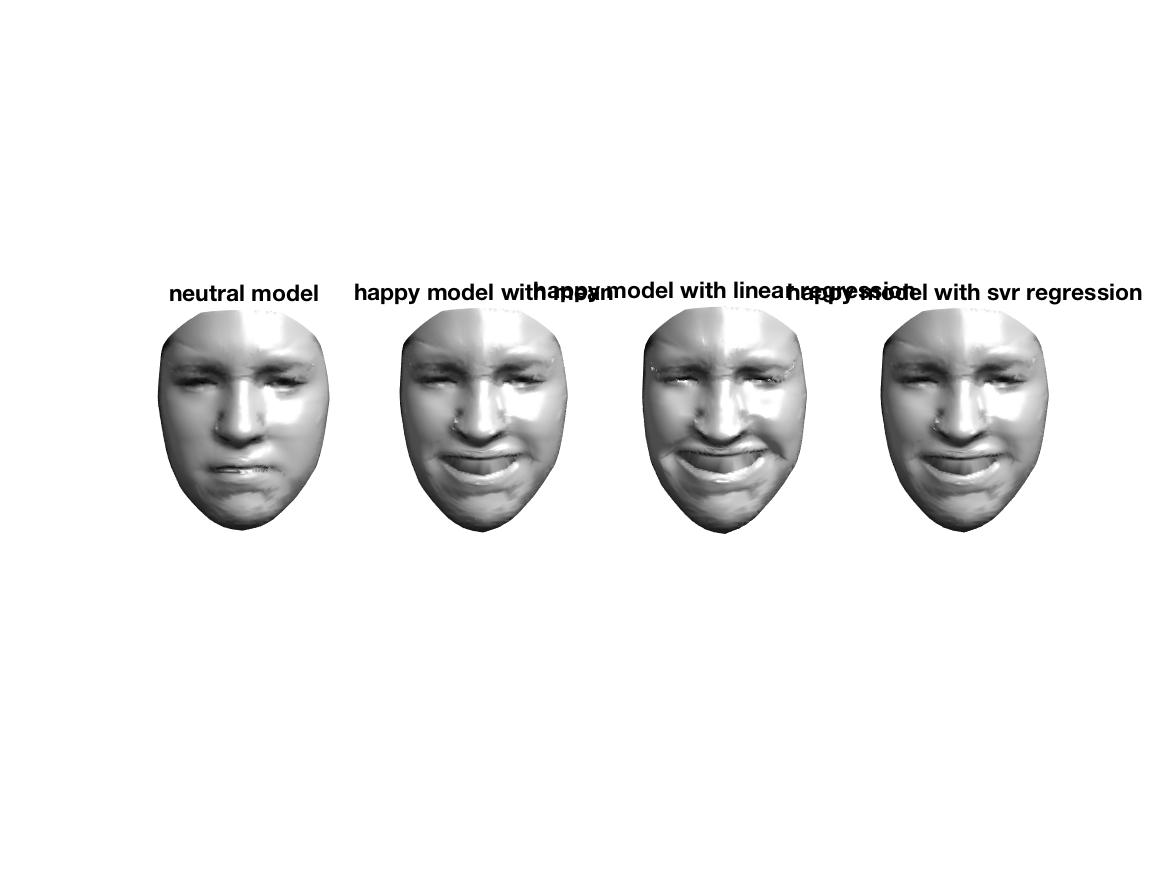 neutral model
happy model with mean
happy model with linear regression
happy model with svr regression